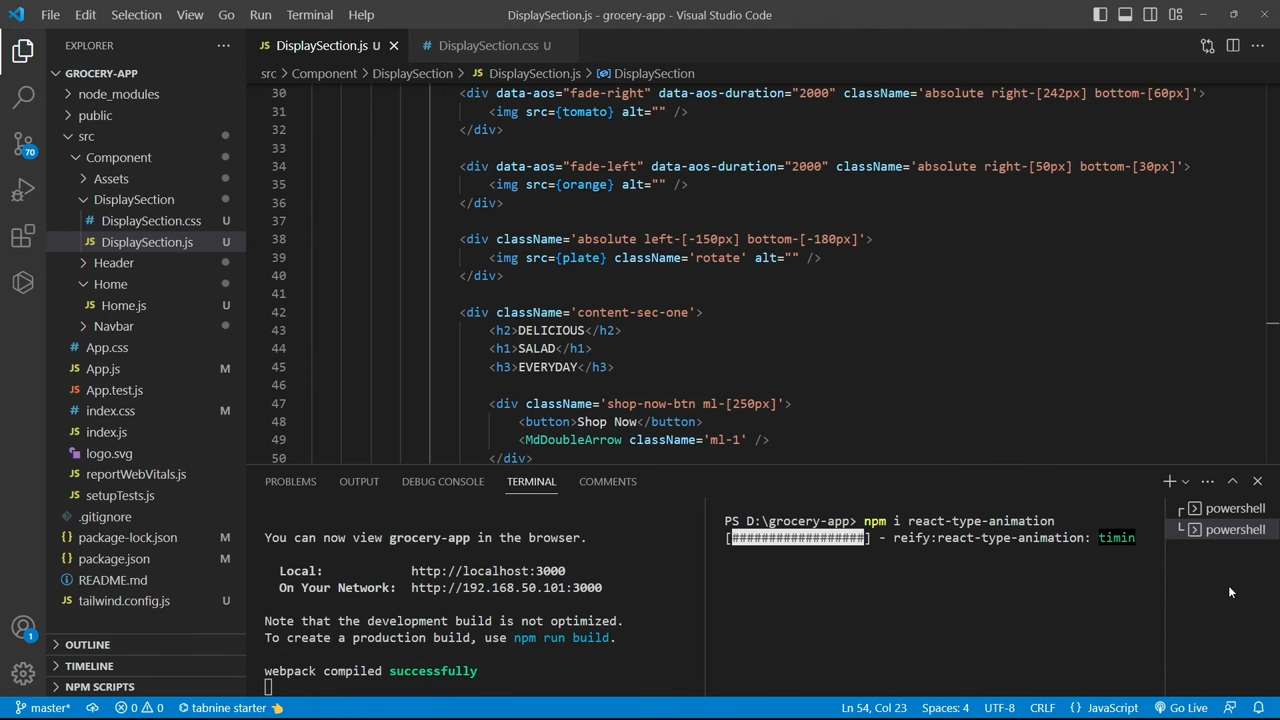 File Edit Selection View Go Run Terminal Help
DisplaySection.js - grocery-app - Visual Studio Code
EXPLORER
GROCERY-APP
node_modules
public
src
Component
Assets
DisplaySection
# DisplaySection.css U
JS DisplaySection.js U
Header
Home
JS Home.js U
Navbar
# App.css
JS App.js M
JS App.test.js
# index.css M
JS index.js
logo.svg
JS reportWebVitals.js
JS setupTests.js
.gitignore
{} package-lock.json
{} package.json
README.md
JS tailwind.config.js U
OUTLINE
TIMELINE
NPM SCRIPTS
70
1
JS DisplaySection.js U
# DisplaySection.css U
src > Component > DisplaySection > JS DisplaySection.js > DisplaySection
30 <div data-aos="fade-right" data-aos-duration="2000" className='absolute right-[242px] bottom-[60px]'>
31 <img src={tomato} alt="" />
32 </div>
33
34 <div data-aos="fade-left" data-aos-duration="2000" className='absolute right-[50px] bottom-[30px]'>
35 <img src={orange} alt="" />
36 </div>
37
38 <div className='absolute left-[-150px] bottom-[-180px]'>
39 <img src={plate} className='rotate' alt="" />
40 </div>
41
42 <div className='content-sec-one'>
43 <h2>DELICIOUS</h2>
44 <h1>SALAD</h1>
45 <h3>EVERYDAY</h3>
46
47 <div className='shop-now-btn ml-[250px]'>
48 <button>Shop Now</button>
49 <MdDoubleArrow className='ml-1' />
50 </div>
PROBLEMS OUTPUT DEBUG CONSOLE TERMINAL COMMENTS
You can now view grocery-app in the browser.
Local: http://localhost:3000
On Your Network: http://192.168.50.101:3000
Note that the development build is not optimized.
To create a production build, use npm run build.
webpack compiled successfully
PS D:\grocery-app> npm i react-type-animation
[##################] - reify:react-type-animation: timin
powershell
powershell
master* 0 0 tabnine starter Ln 54, Col 23 Spaces: 4 UTF-8 CRLF {} JavaScript Go Live